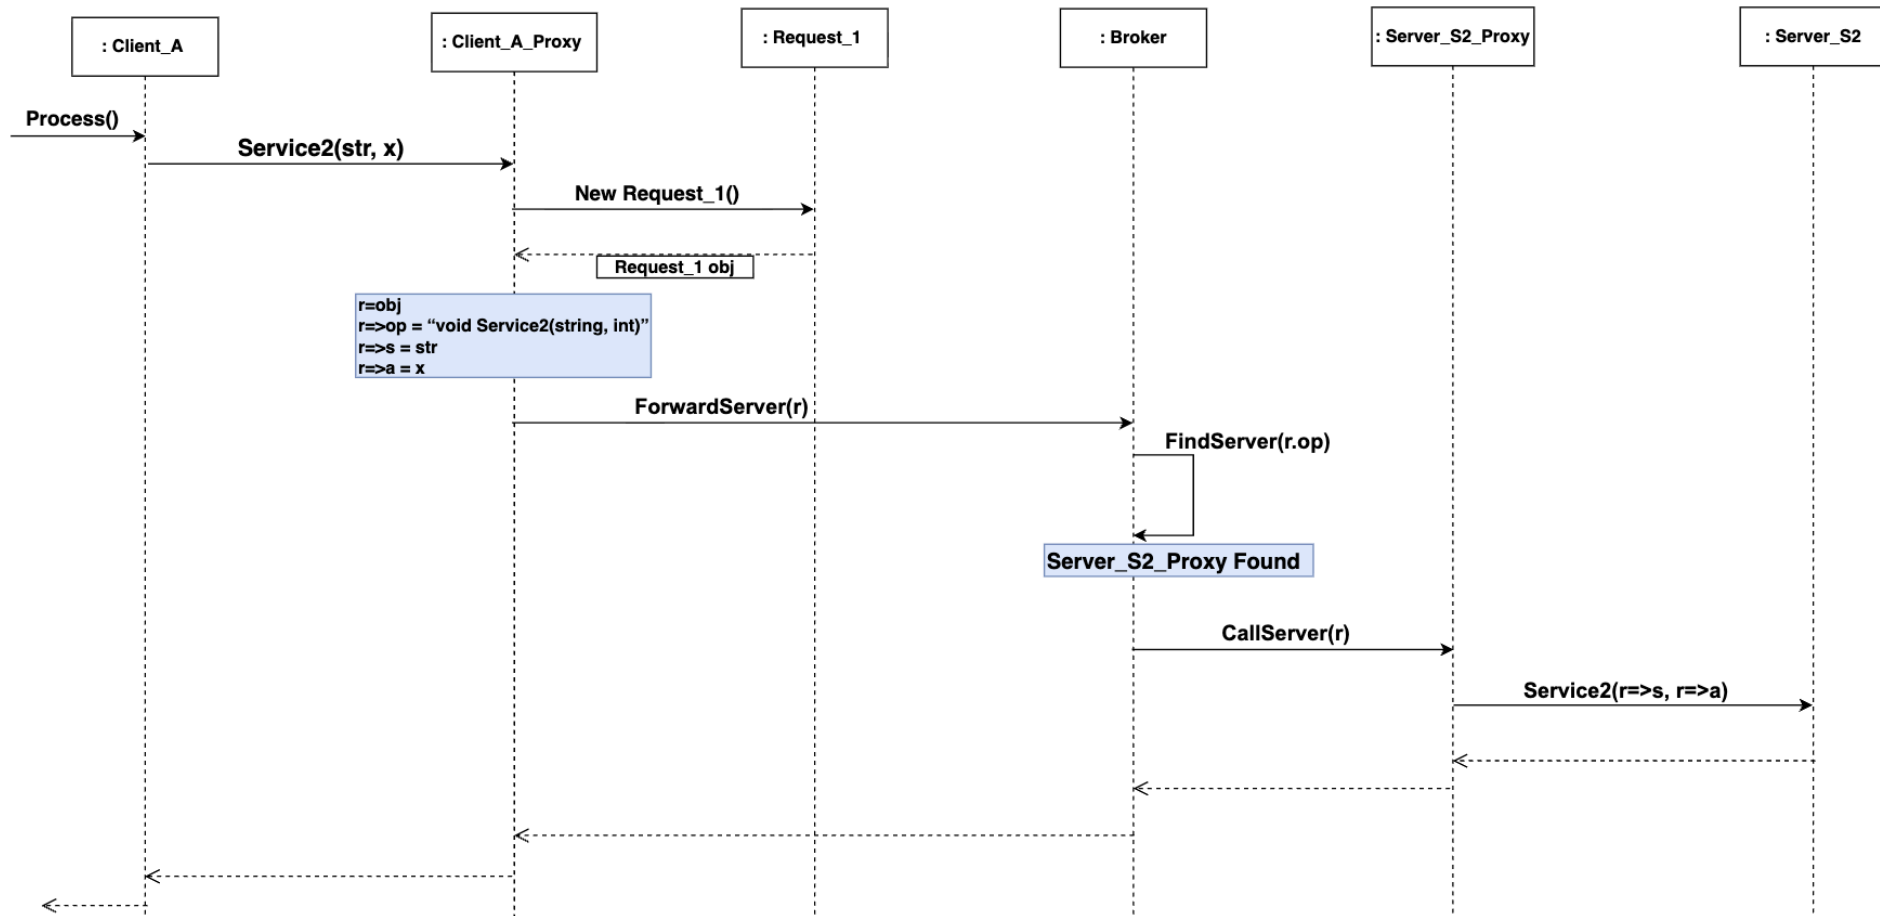 : Client_A
: Client_A_Proxy
: Request_1
: Broker
: Server_S2_Proxy
: Server_S2
Process()
Service2(str, x)
New Request_1()
Request_1 obj
r=obj
r=>op = “void Service2(string, int)”
r=>s = str
r=>a = x
ForwardServer(r)
FindServer(r.op)
Server_S2_Proxy Found
CallServer(r)
Service2(r=>s, r=>a)